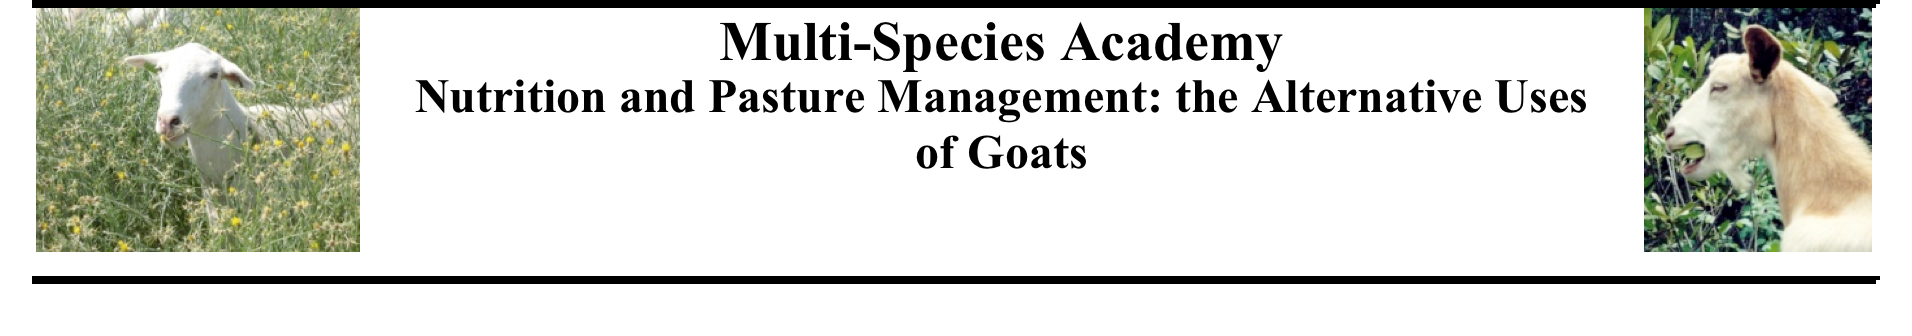 Multi-Species Academy
Nutrition and Pasture Management: the Alternative Uses
of Goats